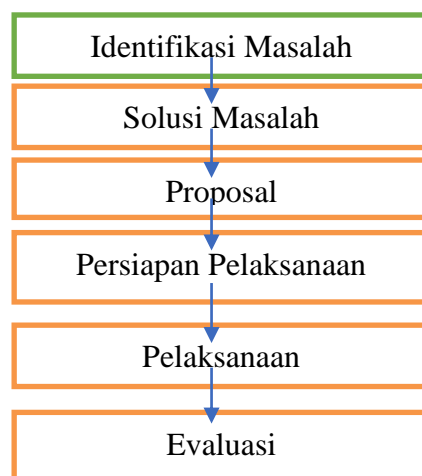 Identifikasi Masalah
Solusi Masalah
Proposal
Persiapan Pelaksanaan
Pelaksanaan
Evaluasi